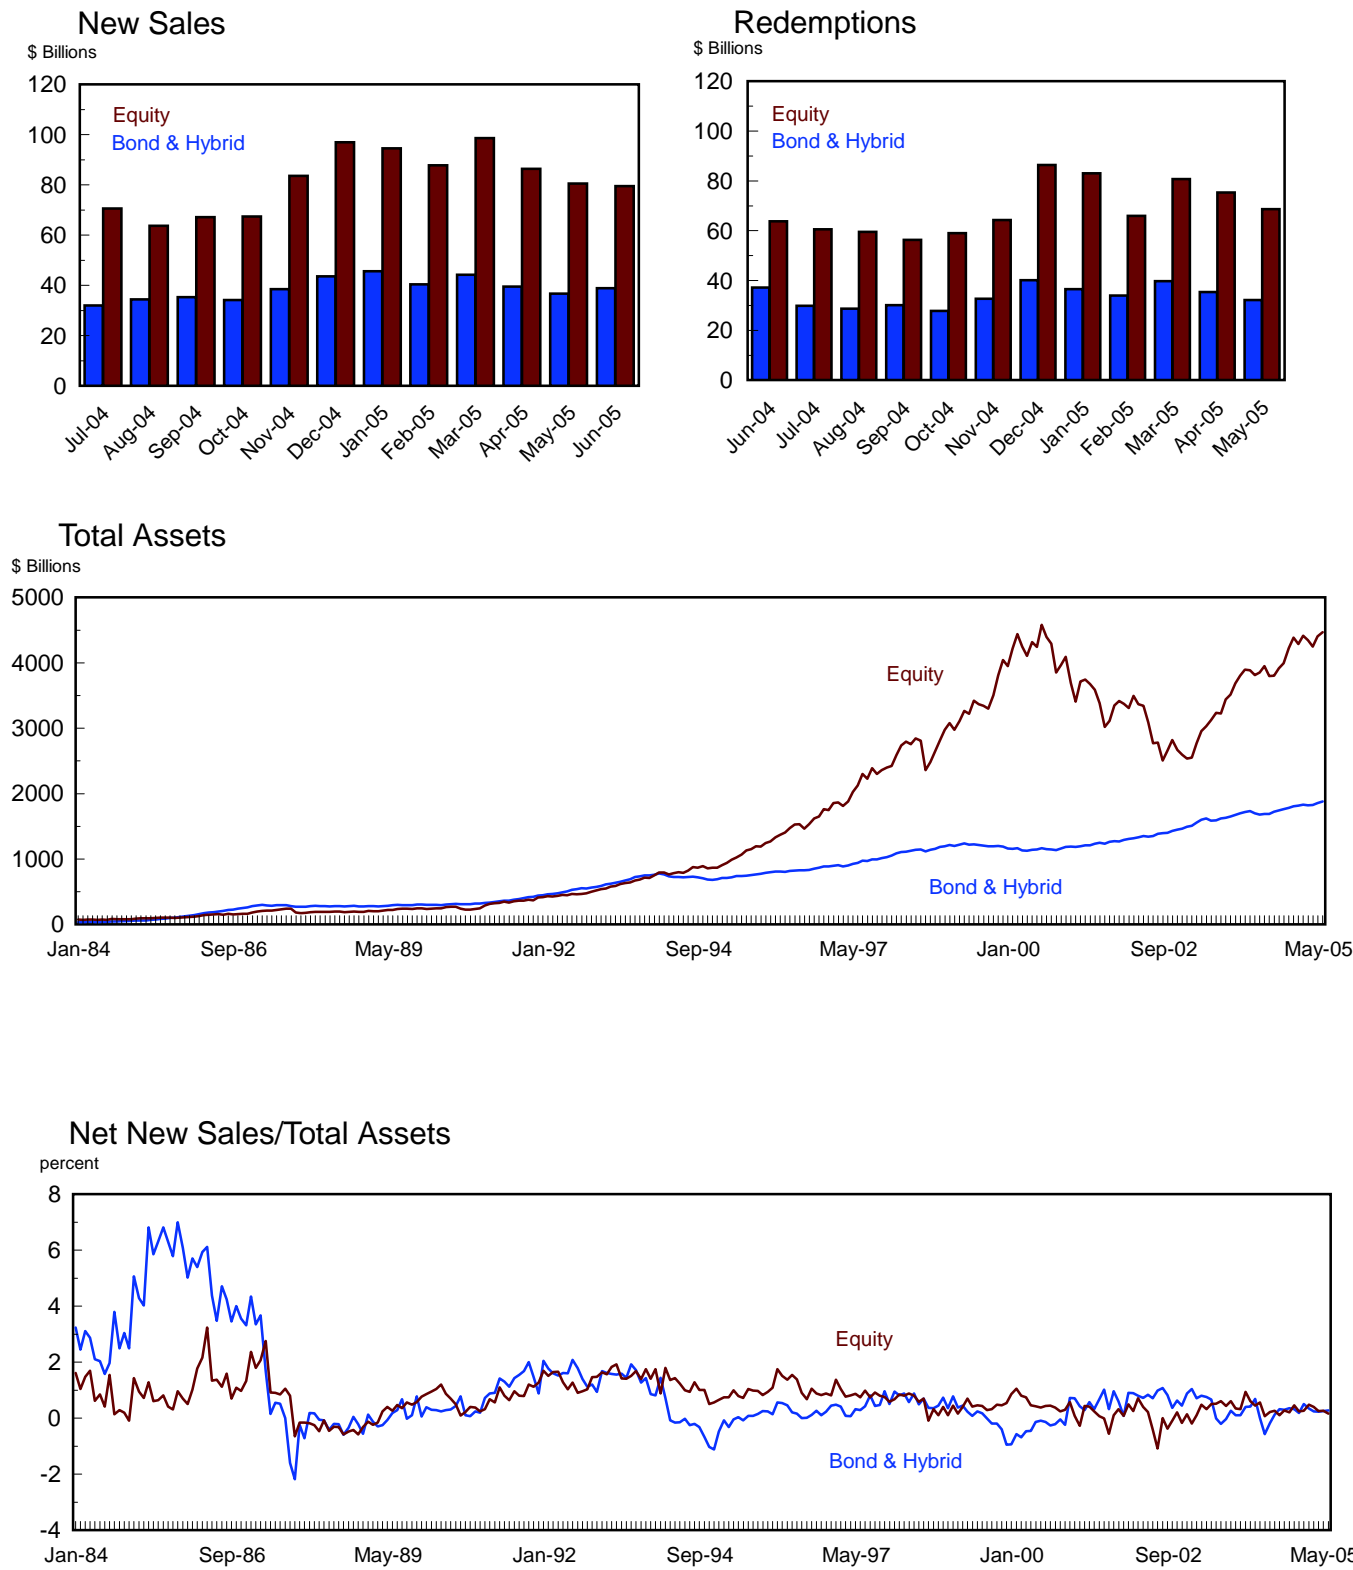 New Sales
$ Billions
120
100
80
60
40
20
0
Equity
Bond & Hybrid
Jul-04
Aug-04
Sep-04
Oct-04
Nov-04
Dec-04
Jan-05
Feb-05
Mar-05
Apr-05
May-05
Jun-05
Redemptions
$ Billions
120
100
80
60
40
20
0
Equity
Bond & Hybrid
Jun-04
Jul-04
Aug-04
Sep-04
Oct-04
Nov-04
Dec-04
Jan-05
Feb-05
Mar-05
Apr-05
May-05
Total Assets
$ Billions
5000
4000
3000
2000
1000
0
Equity
Bond & Hybrid
Jan-84 Sep-86 May-89 Jan-92 Sep-94 May-97 Jan-00 Sep-02 May-05
Net New Sales/Total Assets
percent
8
6
4
2
0
-2
-4
Equity
Bond & Hybrid
Jan-84 Sep-86 May-89 Jan-92 Sep-94 May-97 Jan-00 Sep-02 May-05